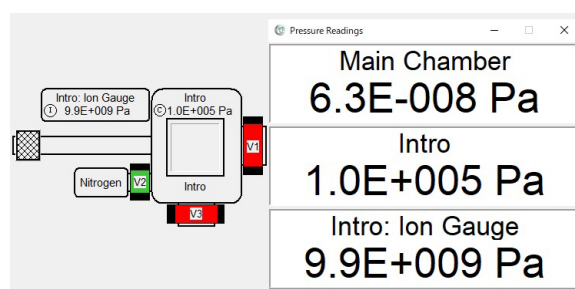 Intro: Ion Gauge
I 9.9E+009 Pa
Intro
C 1.0E+005 Pa
V1
Nitrogen
V2
Intro
V3
Pressure Readings
Main Chamber
6.3E-008 Pa
Intro
1.0E+005 Pa
Intro: Ion Gauge
9.9E+009 Pa